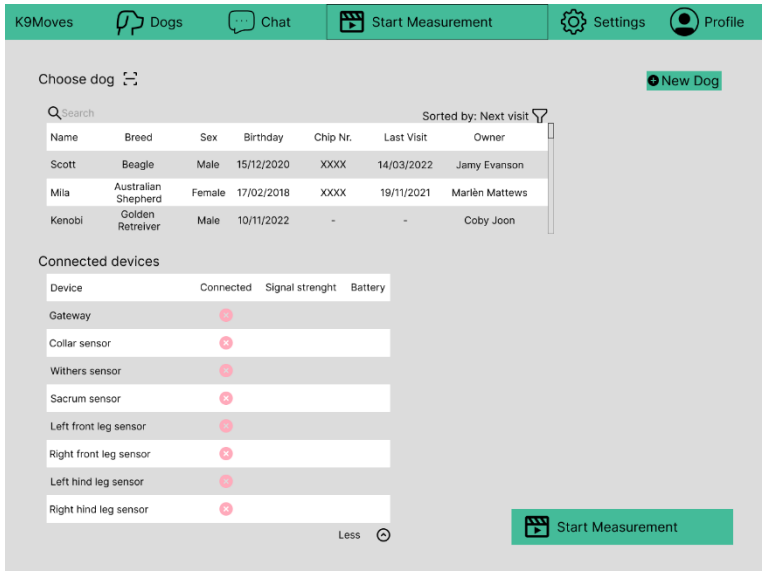 K9Moves Dogs Chat Start Measurement Settings Profile
Choose dog
New Dog
Search
Sorted by: Next visit
Name Breed Sex Birthday Chip Nr. Last Visit Owner
Scott Beagle Male 15/12/2020 XXXX 14/03/2022 Jamy Evanson
Mila Australian Shepherd Female 17/02/2018 XXXX 19/11/2021 Marlèn Mattews
Kenobi Golden Retreiver Male 10/11/2022 - - Coby Joon
Connected devices
Device Connected Signal strenght Battery
Gateway
Collar sensor
Withers sensor
Sacrum sensor
Left front leg sensor
Right front leg sensor
Left hind leg sensor
Right hind leg sensor
Less
Start Measurement